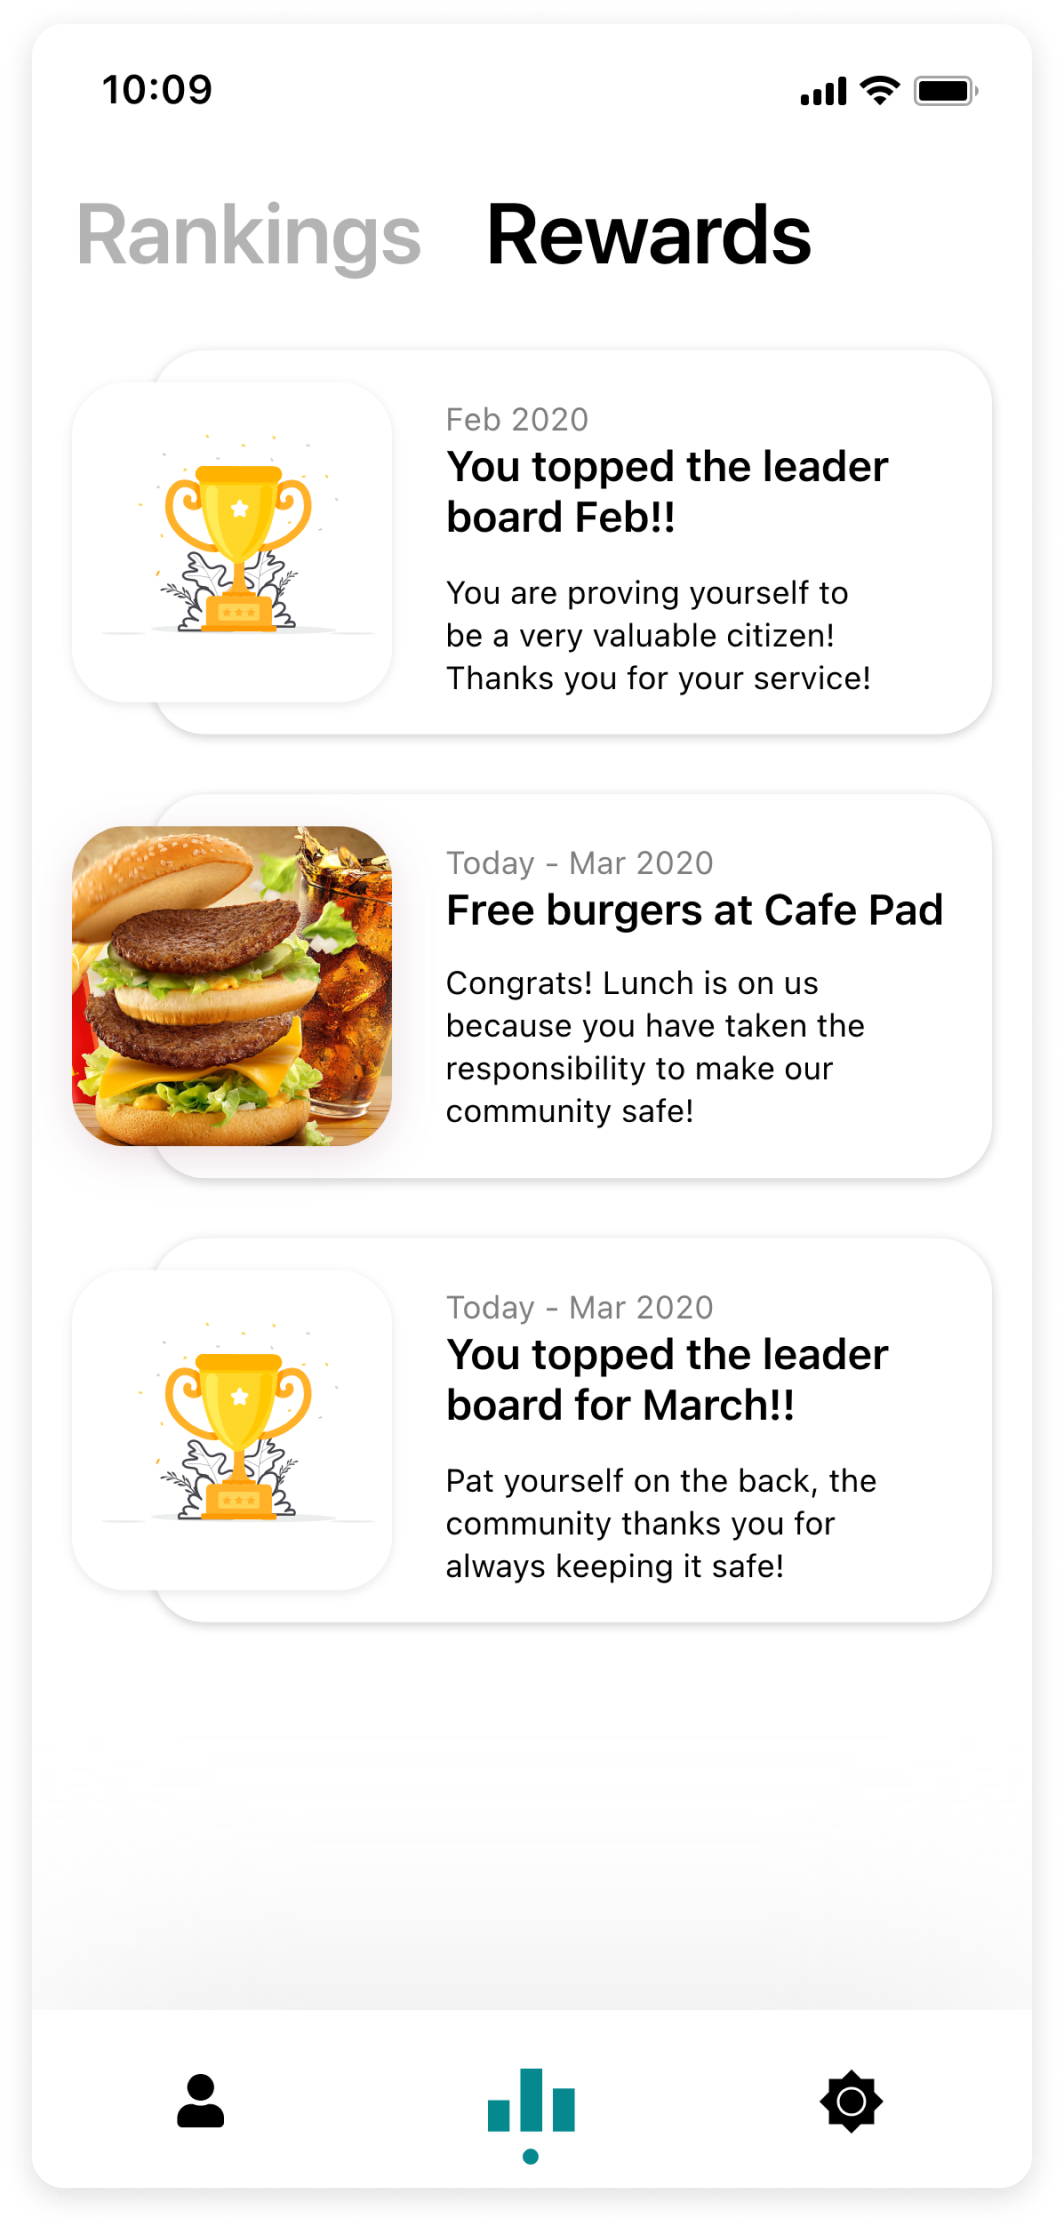 10:09
Rankings Rewards
Feb 2020
You topped the leader
board Feb!!
You are proving yourself to
be a very valuable citizen!
Thanks you for your service!
Today - Mar 2020
Free burgers at Cafe Pad
Congrats! Lunch is on us
because you have taken the
responsibility to make our
community safe!
Today - Mar 2020
You topped the leader
board for March!!
Pat yourself on the back, the
community thanks you for
always keeping it safe!